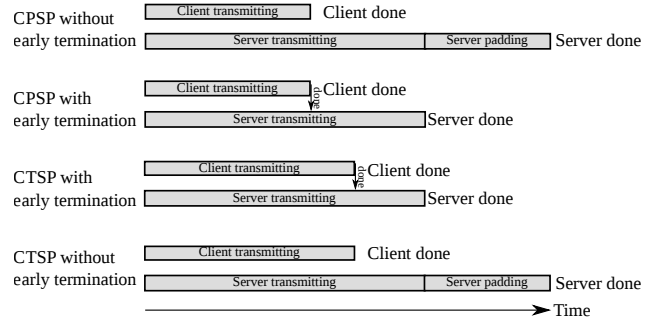 CPSP without
early termination
Client transmitting
Client done
Server transmitting
Server padding
Server done
CPSP with
early termination
Client transmitting
done
Client done
Server transmitting
Server done
CTSP with
early termination
Client transmitting
done
Client done
Server transmitting
Server done
CTSP without
early termination
Client transmitting
Client done
Server transmitting
Server padding
Server done
Time